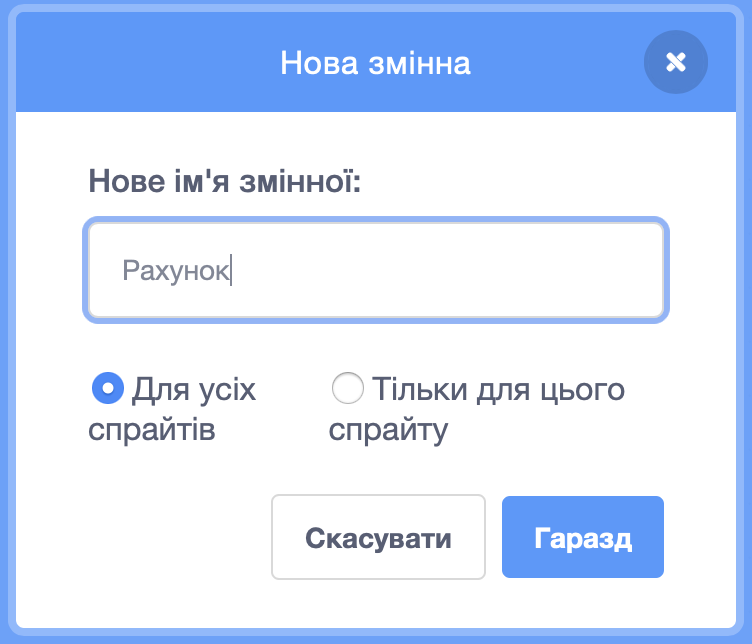 Нова змінна
Нове ім'я змінної:
Рахунок
Для усіх
спрайтів
Тільки для цього
спрайту
Скасувати
Гаразд